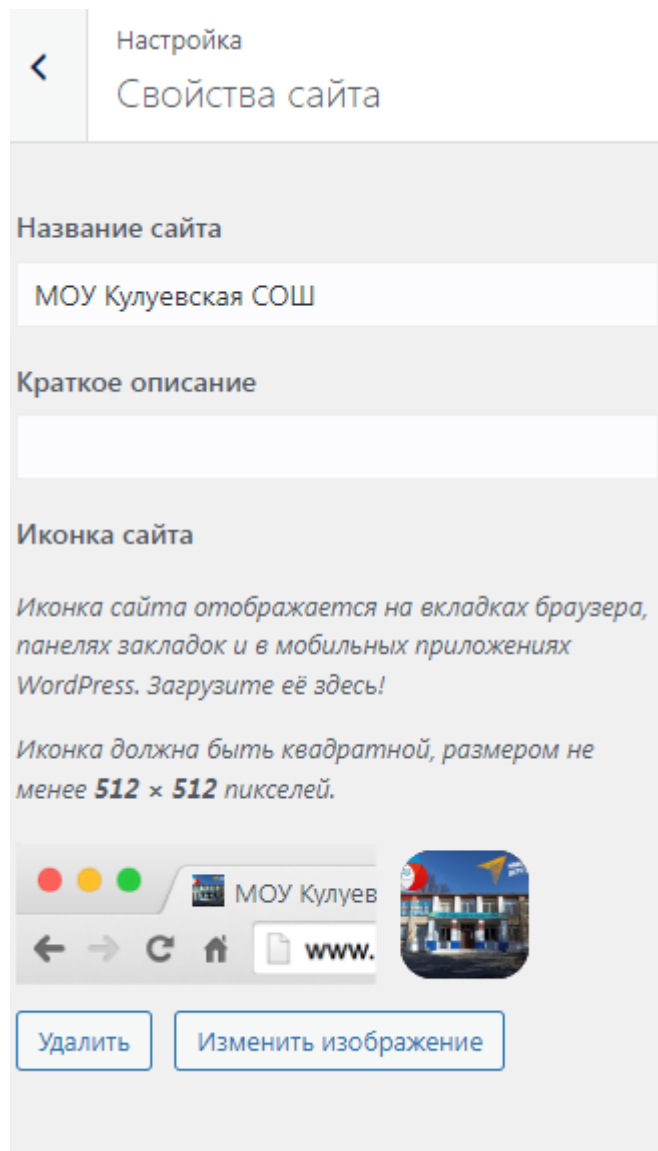 Настройка
Свойства сайта
Название сайта
МОУ Кулуевская СОШ
Краткое описание
Иконка сайта
Иконка сайта отображается на вкладках браузера,
панелях закладок и в мобильных приложениях
WordPress. Загрузите её здесь!
Иконка должна быть квадратной, размером не
менее 512 × 512 пикселей.
МОУ Кулуев
www.
Удалить
Изменить изображение